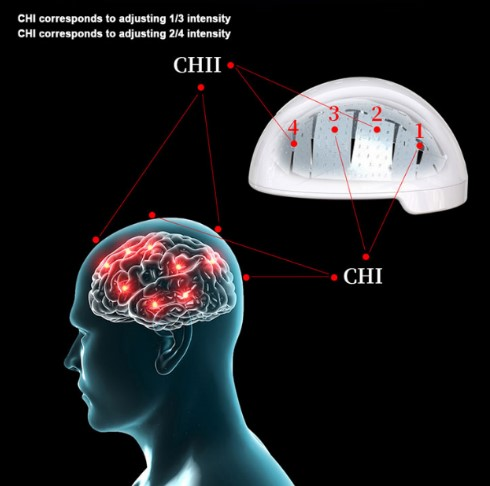 CHI corresponds to adjusting 1/3 intensity
CHI corresponds to adjusting 2/4 intensity
CHII
3
2
4
1
CHI